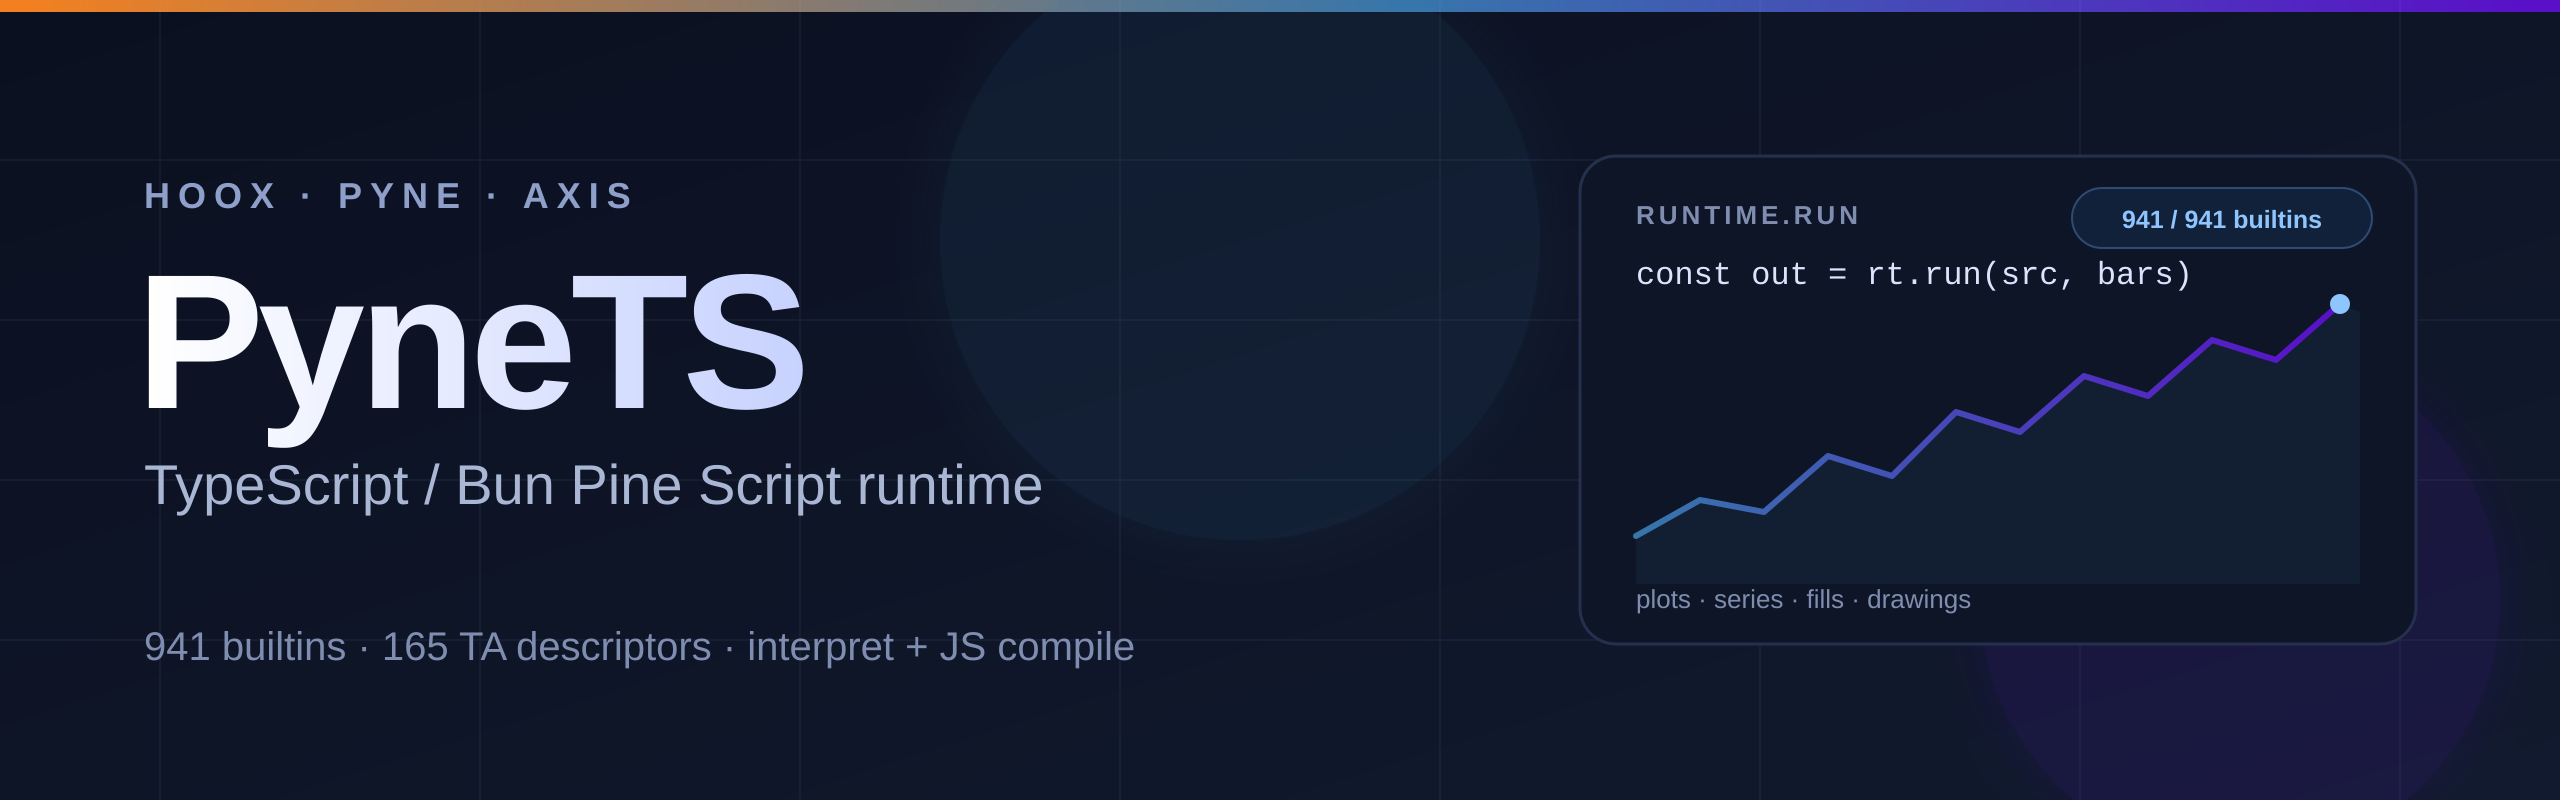 HOOX · PYNE · AXIS
PyneTS
TypeScript / Bun Pine Script runtime
941 builtins · 165 TA descriptors · interpret + JS compile
RUNTIME.RUN
941 / 941 builtins
const out = rt.run(src, bars)
plots · series · fills · drawings